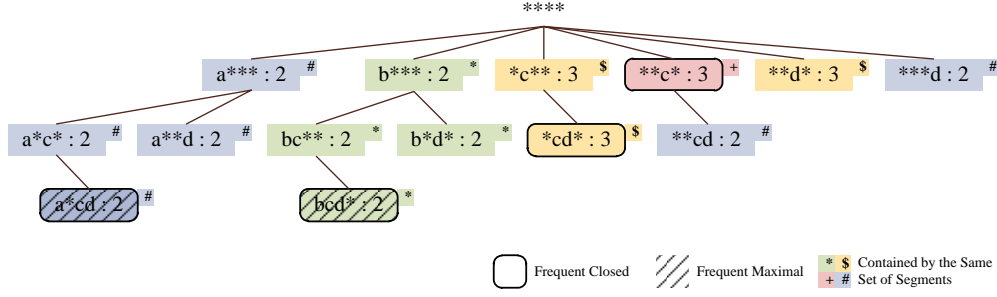 ****
a*** : 2 #
b*** : 2 *
*c** : 3 $
**c* : 3 +
**d* : 3 $
***d : 2 #
a*c* : 2 #
a**d : 2 #
bc** : 2 *
b*d* : 2 *
*cd* : 3 $
**cd : 2 #
a*cd : 2 #
bcd* : 2 *
Frequent Closed
Frequent Maximal
* $ Contained by the Same
+ # Set of Segments